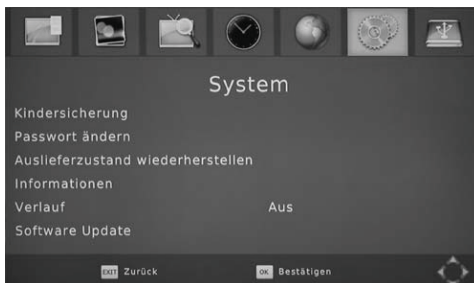 System
Kindersicherung
Passwort ändern
Auslieferzustand wiederherstellen
Informationen
Verlauf Aus
Software Update
EXIT Zurück OK Bestätigen